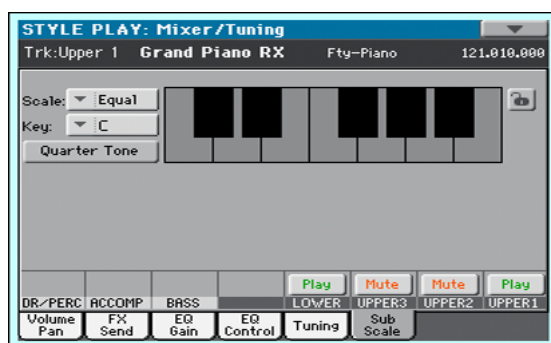 STYLE PLAY: Mixer/Tuning
Trk:Upper 1 Grand Piano RX Fty-Piano 121.010.000
Scale: Equal
Key: C
Quarter Tone
Play Mute Mute Play
DR/PERC ACCOMP BASS LOWER UPPER3 UPPER2 UPPER1
Volume Pan FX Send EQ Gain EQ Control Tuning Sub Scale